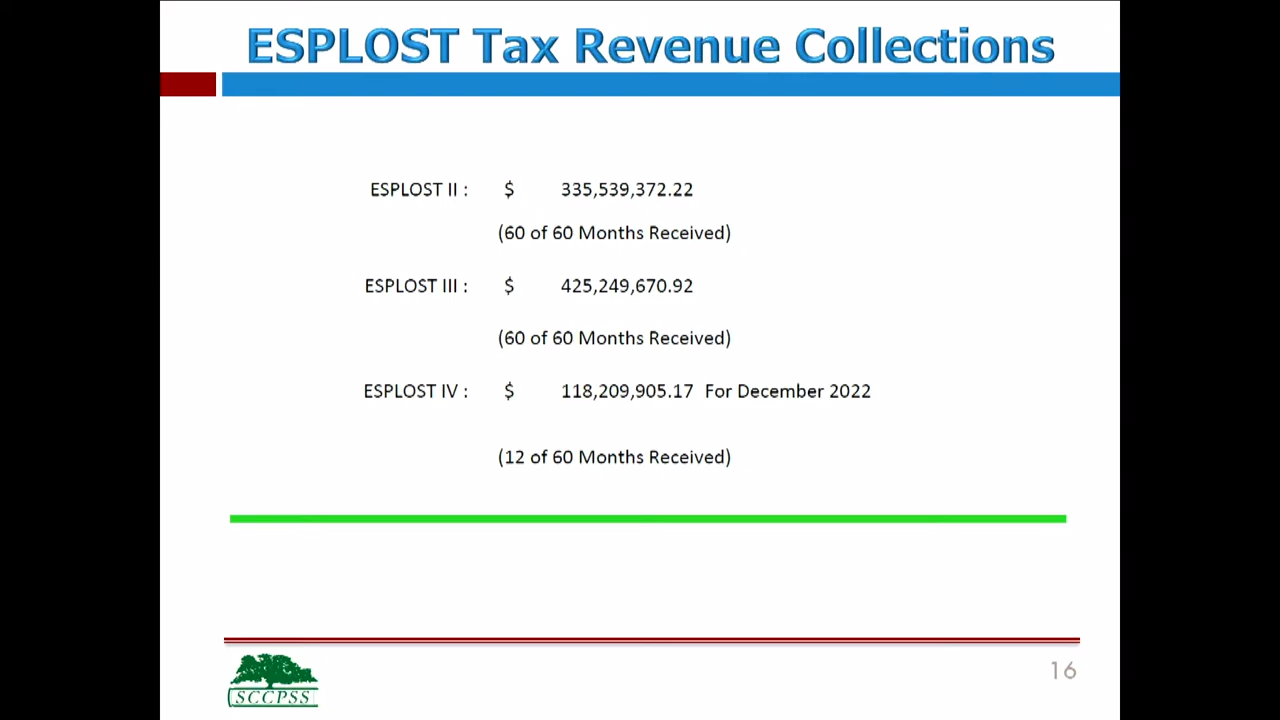 ESPLOST Tax Revenue Collections
ESPLOST II : $ 335,539,372.22
(60 of 60 Months Received)
ESPLOST III : $ 425,249,670.92
(60 of 60 Months Received)
ESPLOST IV : $ 118,209,905.17 For December 2022
(12 of 60 Months Received)
SCCPSS
16